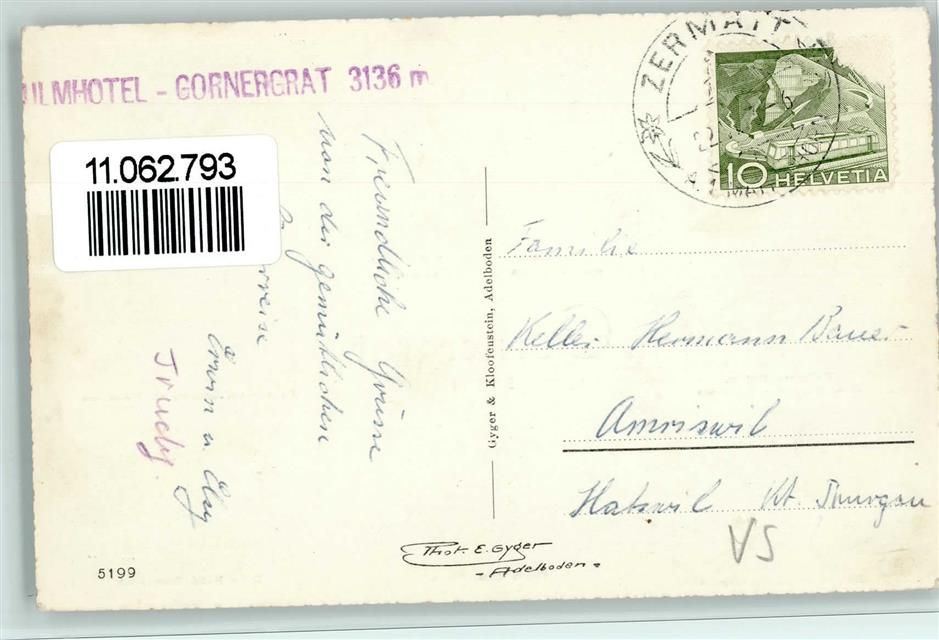 ULMHOTEL - GORNERGRAT 3136 m
11.062.793
Freundliche Grüsse
von der gemütlichen
reise
Erwin u. Elsy
Trudy
5199
Gyger & Klopfenstein, Adelboden
Phot. E. Gyger
- Adelboden -
ZERMATT
10 HELVETIA
Familie
Keller Hermann Bauer
Amriswil
Hatswil Kt. Thurgau
VS